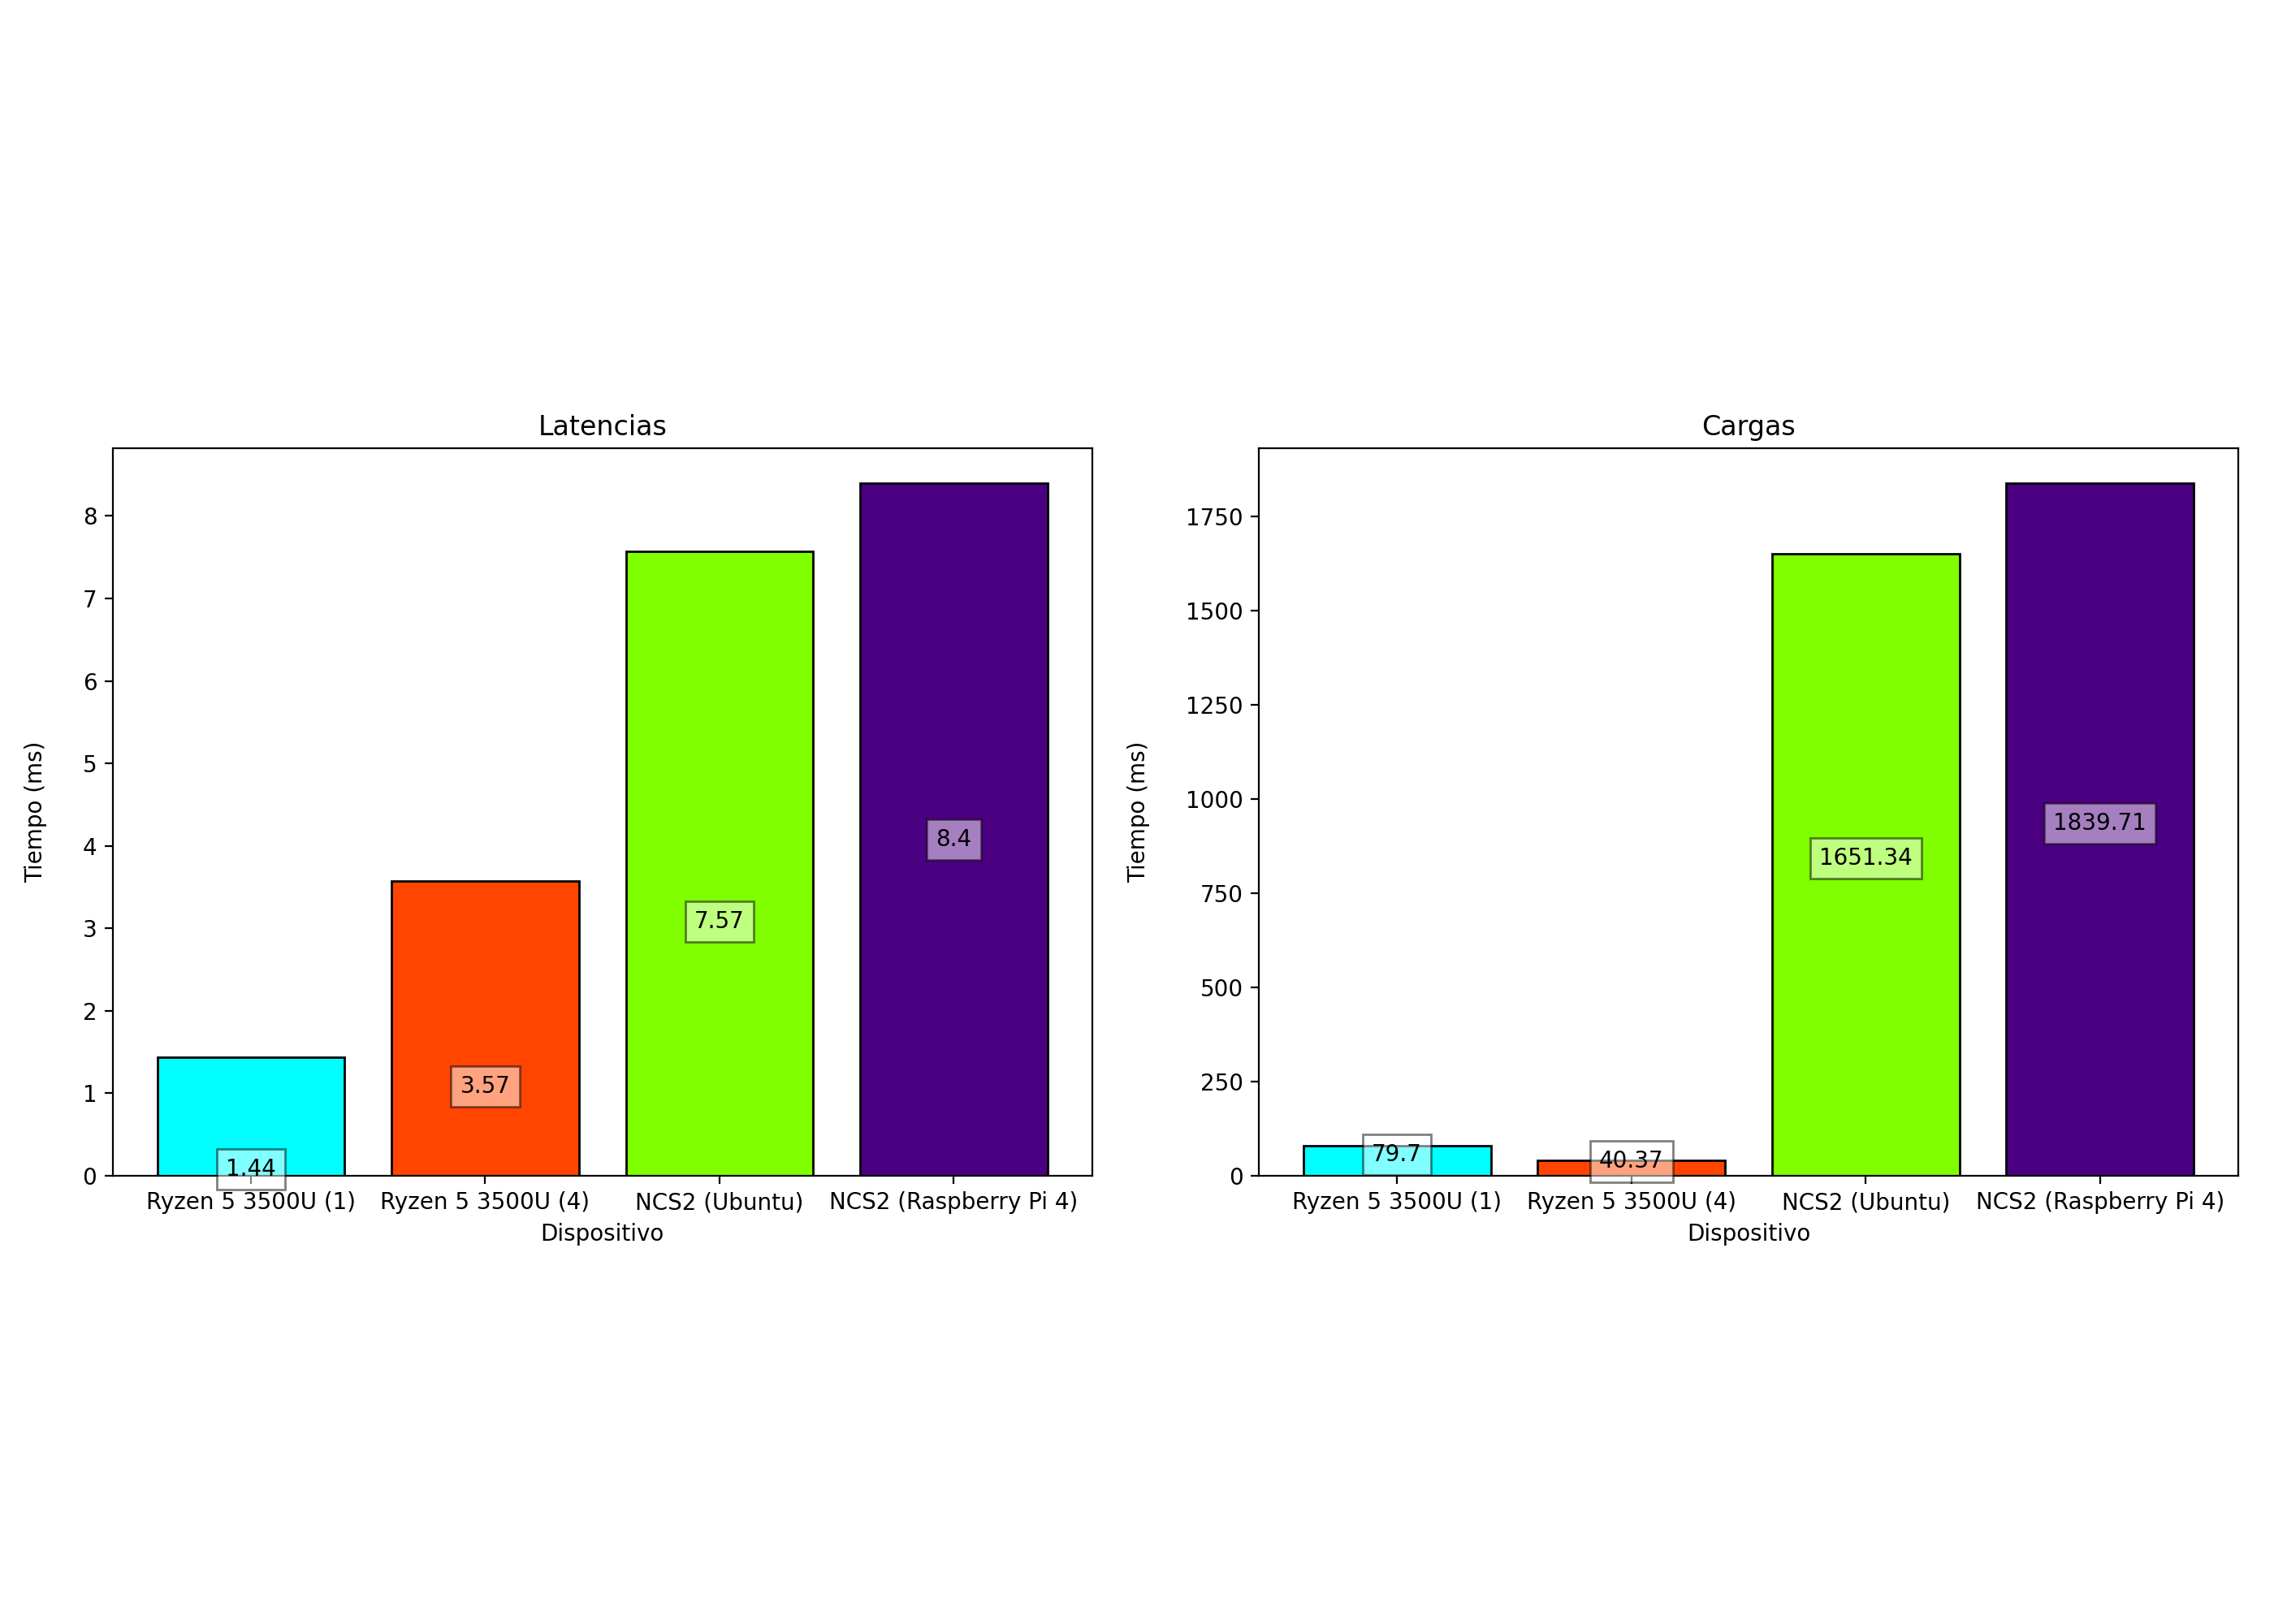 Latencias
Tiempo (ms)
8
7
6
5
4
3
2
1
0
1.44
3.57
7.57
8.4
Ryzen 5 3500U (1)
Ryzen 5 3500U (4)
NCS2 (Ubuntu)
NCS2 (Raspberry Pi 4)
Dispositivo
Cargas
Tiempo (ms)
1750
1500
1250
1000
750
500
250
0
79.7
40.37
1651.34
1839.71
Ryzen 5 3500U (1)
Ryzen 5 3500U (4)
NCS2 (Ubuntu)
NCS2 (Raspberry Pi 4)
Dispositivo